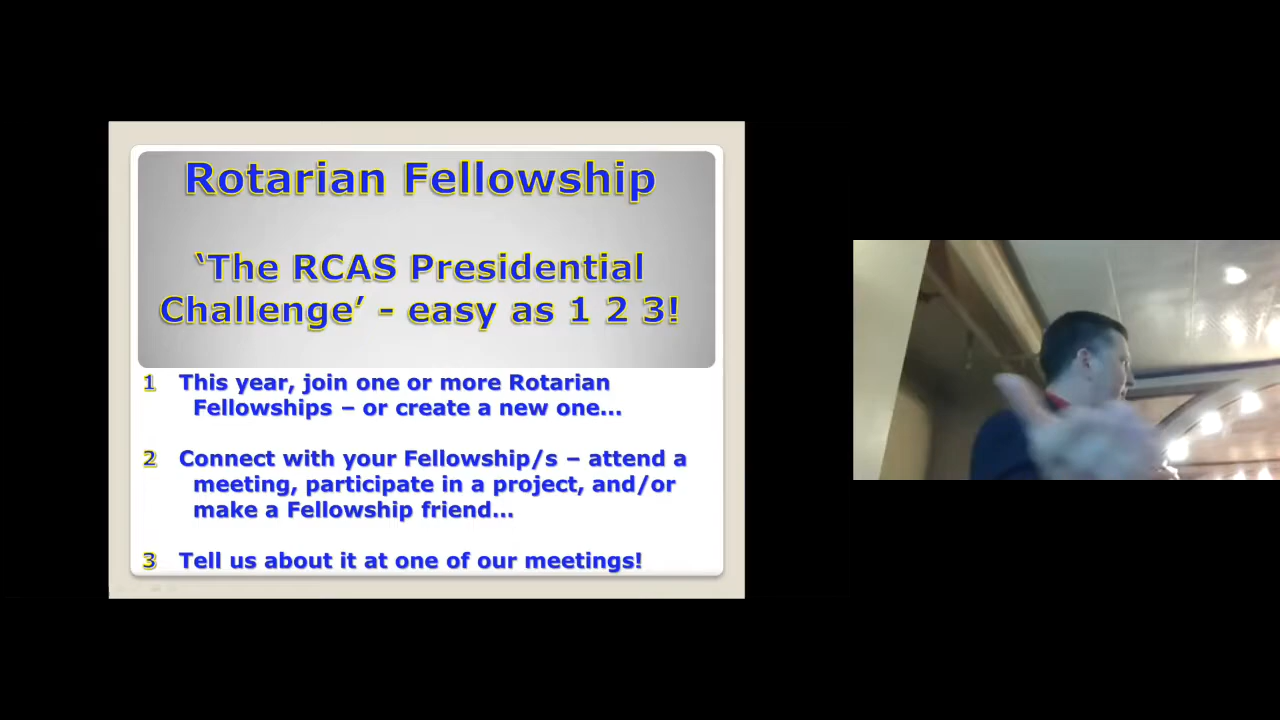 Rotarian Fellowship
‘The RCAS Presidential
Challenge’ - easy as 1 2 3!
1 This year, join one or more Rotarian
Fellowships – or create a new one…
2 Connect with your Fellowship/s – attend a
meeting, participate in a project, and/or
make a Fellowship friend…
3 Tell us about it at one of our meetings!